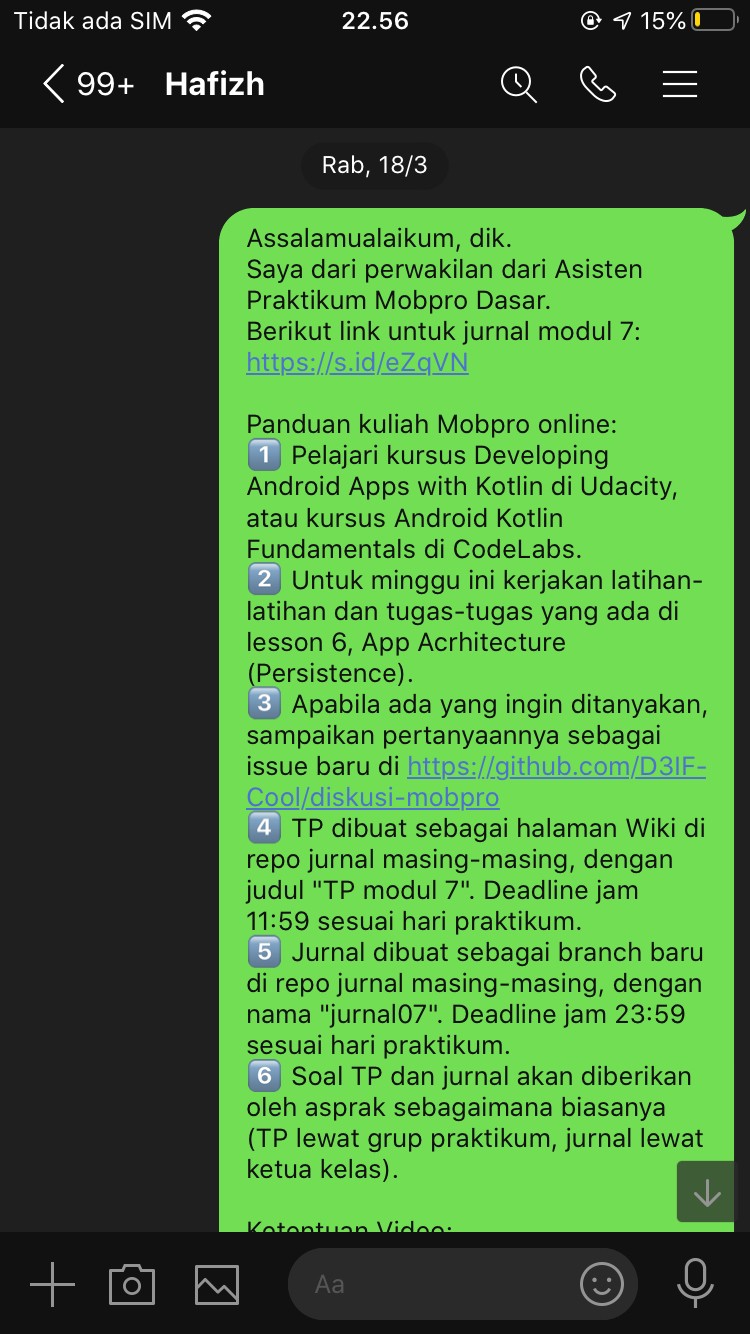 Tidak ada SIM
22.56
15%
99+
Hafizh
Rab, 18/3
Assalamualaikum, dik.
Saya dari perwakilan dari Asisten
Praktikum Mobpro Dasar.
Berikut link untuk jurnal modul 7:
https://s.id/eZqVN
Panduan kuliah Mobpro online:
1 Pelajari kursus Developing
Android Apps with Kotlin di Udacity,
atau kursus Android Kotlin
Fundamentals di CodeLabs.
2 Untuk minggu ini kerjakan latihan-
latihan dan tugas-tugas yang ada di
lesson 6, App Acrhitecture
(Persistence).
3 Apabila ada yang ingin ditanyakan,
sampaikan pertanyaannya sebagai
issue baru di https://github.com/D3IF-
Cool/diskusi-mobpro
4 TP dibuat sebagai halaman Wiki di
repo jurnal masing-masing, dengan
judul "TP modul 7". Deadline jam
11:59 sesuai hari praktikum.
5 Jurnal dibuat sebagai branch baru
di repo jurnal masing-masing, dengan
nama "jurnal07". Deadline jam 23:59
sesuai hari praktikum.
6 Soal TP dan jurnal akan diberikan
oleh asprak sebagaimana biasanya
(TP lewat grup praktikum, jurnal lewat
ketua kelas).
Ketentuan Video:
Aa